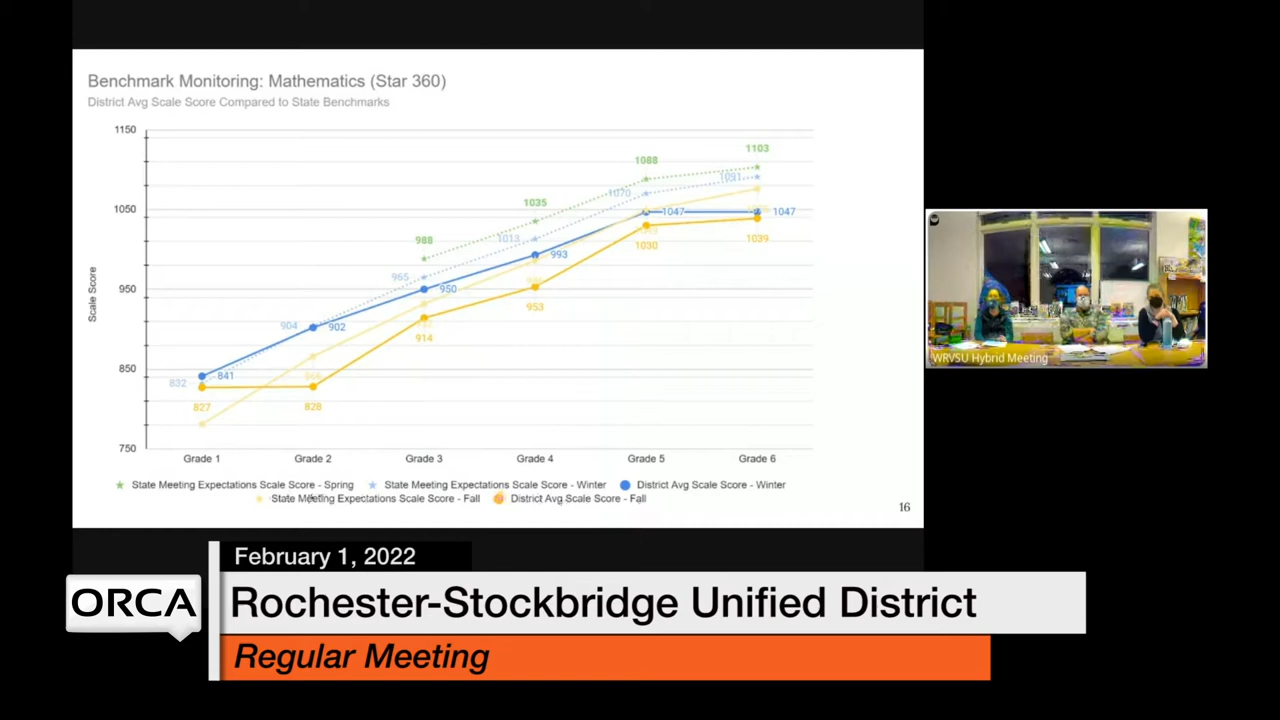 Benchmark Monitoring: Mathematics (Star 360)
District Avg Scale Score Compared to State Benchmarks
Scale Score
1150
1050
950
850
750
1103
1088
1091
1070
1035
1047
1047
1013
1030
1039
988
993
965
950
953
904
902
914
832
841
827
828
Grade 1 Grade 2 Grade 3 Grade 4 Grade 5 Grade 6
State Meeting Expectations Scale Score - Spring State Meeting Expectations Scale Score - Winter District Avg Scale Score - Winter
State Meeting Expectations Scale Score - Fall District Avg Scale Score - Fall
16
WRVSU Hybrid Meeting
February 1, 2022
ORCA Rochester-Stockbridge Unified District
Regular Meeting